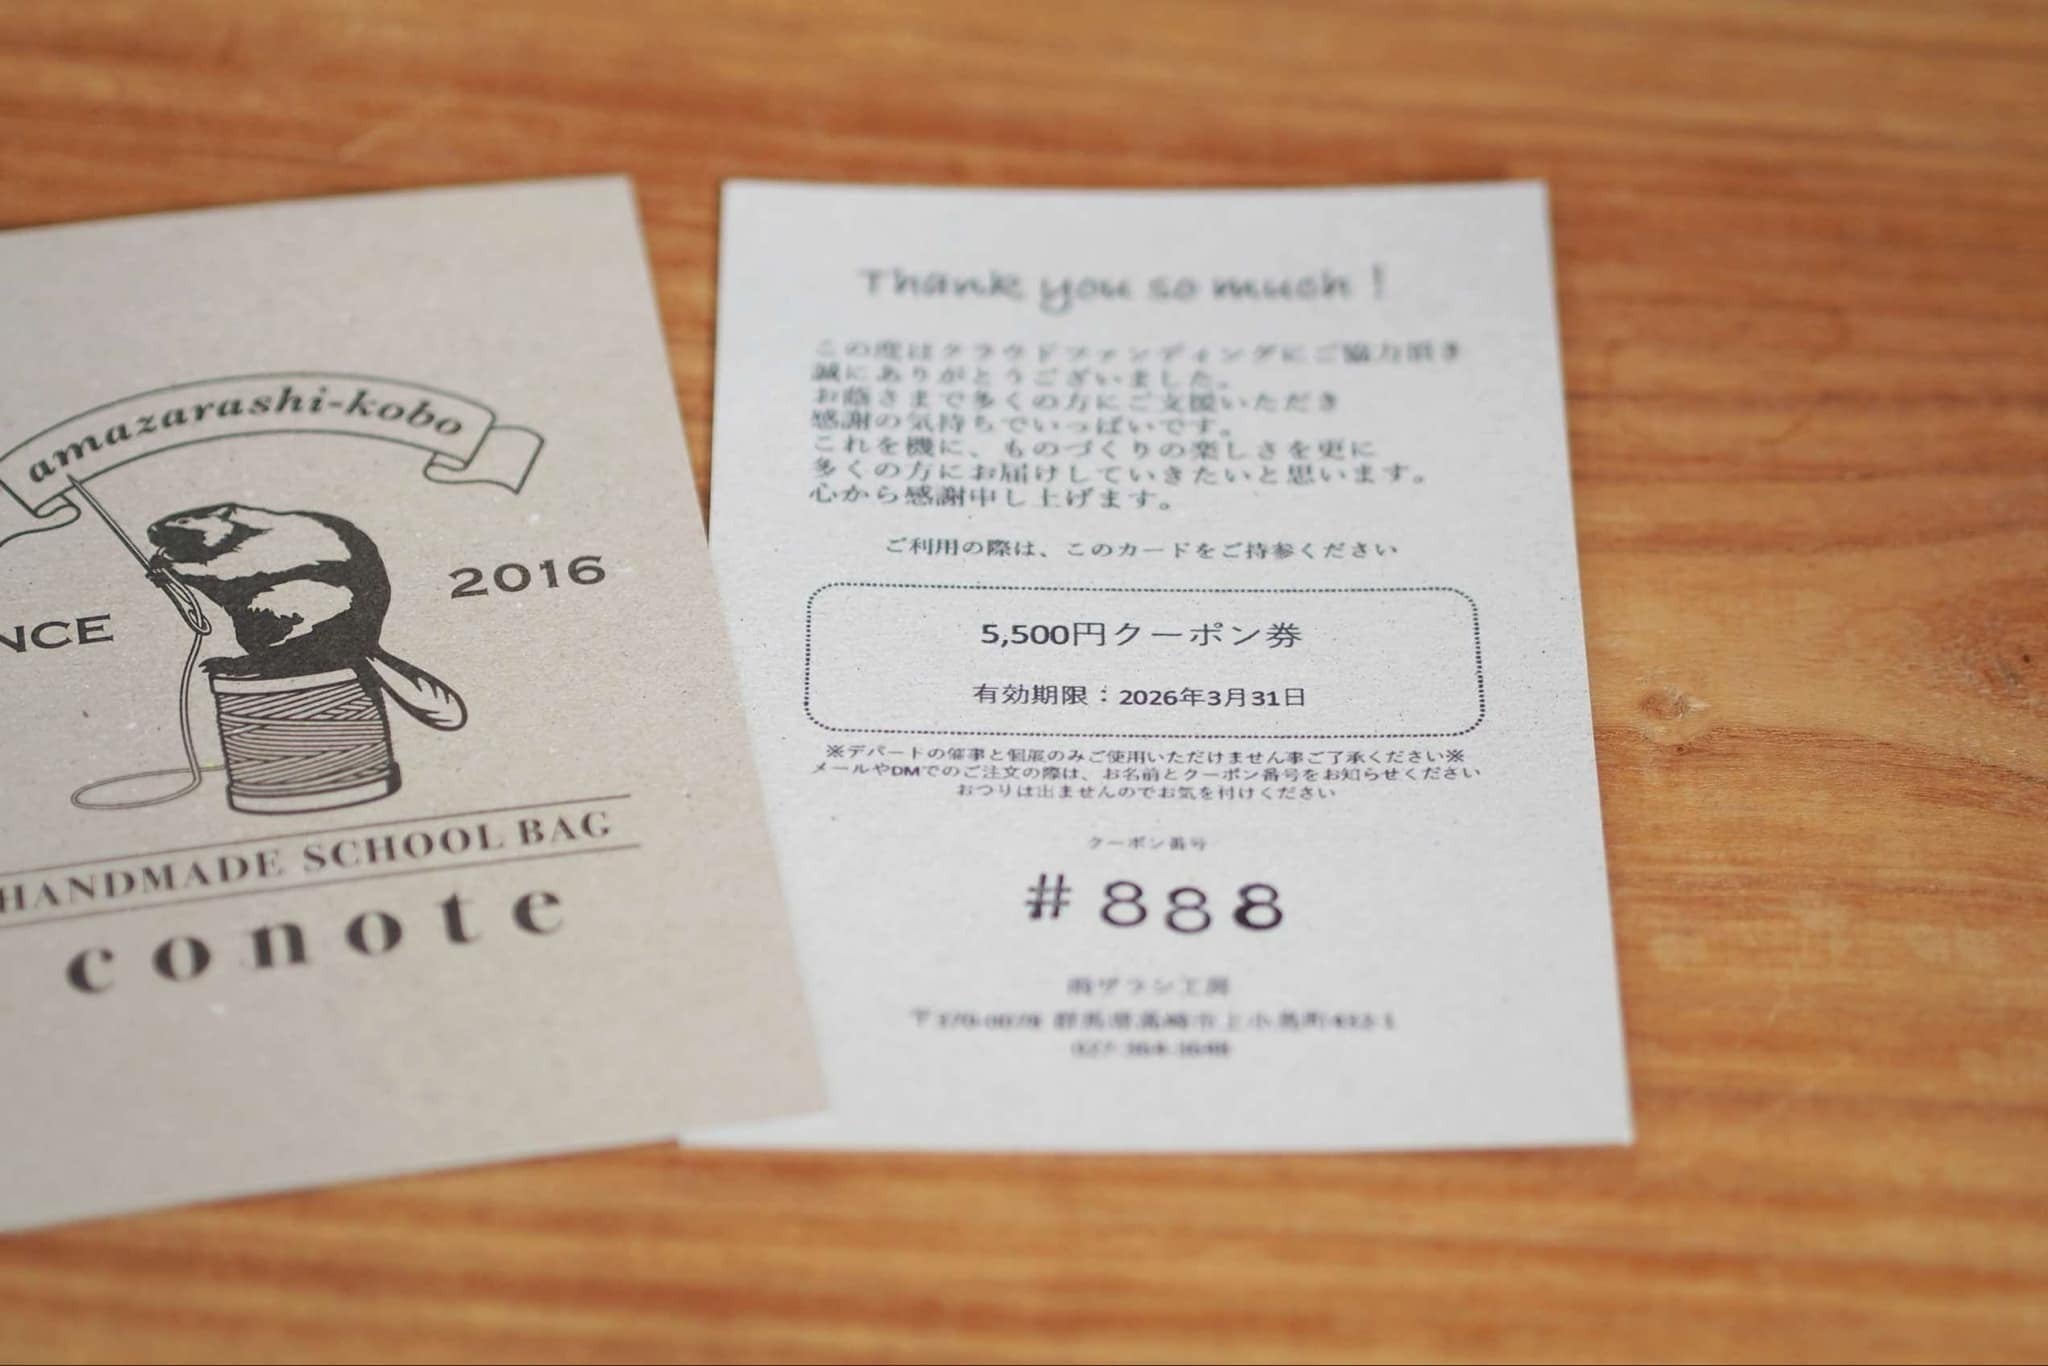 amazarashi-kobo
NCE
2016
HANDMADE SCHOOL BAG
conote
Thank you so much !
この度はクラウドファンディングにご協力頂き
誠にありがとうございました。
お蔭さまで多くの方にご支援いただき
感謝の気持ちでいっぱいです。
これを機に、ものづくりの楽しさを更に
多くの方にお届けしていきたいと思います。
心から感謝申し上げます。
ご利用の際は、このカードをご持参ください
5,500円クーポン券
有効期限：2026年3月31日
※デパートの催事と個展のみご使用いただけません事ご了承ください※
メールやDMでのご注文の際は、お名前とクーポン番号をお知らせください
おつりは出ませんのでお気を付けください
クーポン番号
#888
雨ザラシ工房
群馬県高崎市上小鳥町